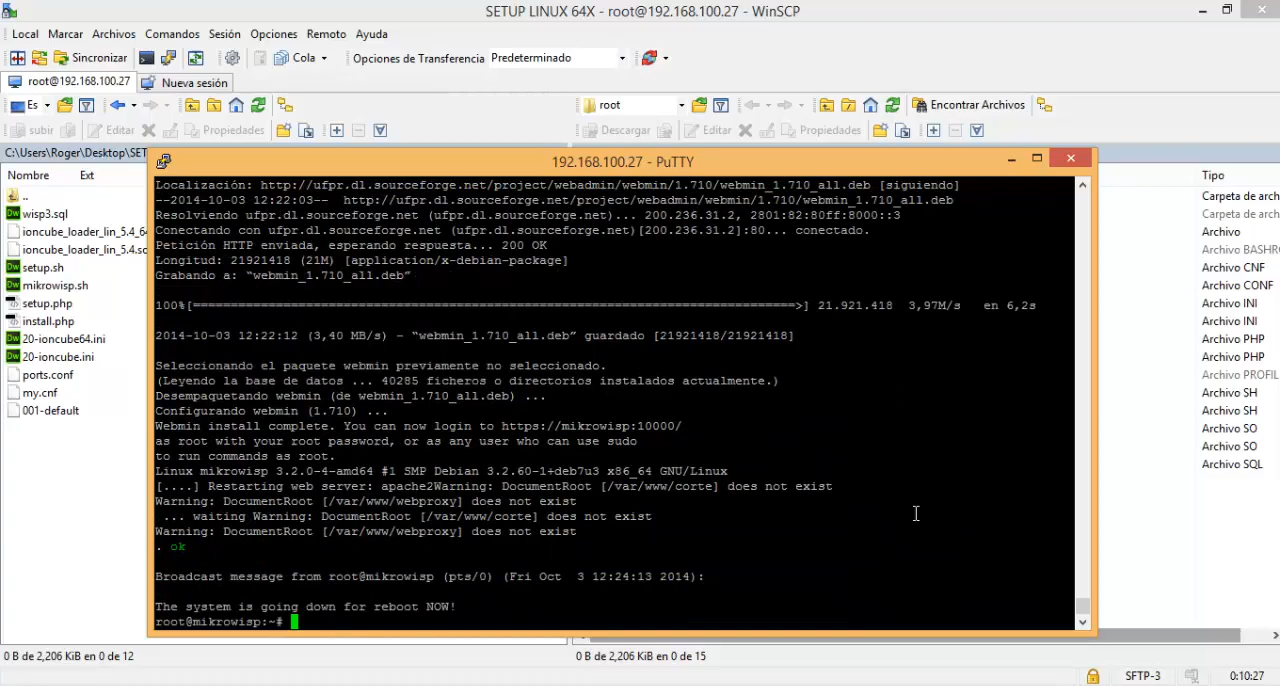 SETUP LINUX 64X - root@192.168.100.27 - WinSCP
Local Marcar Archivos Comandos Sesión Opciones Remoto Ayuda
Sincronizar Cola Opciones de Transferencia Predeterminado
root@192.168.100.27 Nueva sesión
Es root Encontrar Archivos
subir Editar Propiedades Descargar Editar Propiedades
C:\Users\Roger\Desktop\SET
Nombre Ext
..
wisp3.sql
ioncube_loader_lin_5.4_64
ioncube_loader_lin_5.4.so
setup.sh
mikrowisp.sh
setup.php
install.php
20-ioncube64.ini
20-ioncube.ini
ports.conf
my.cnf
001-default
192.168.100.27 - PuTTY
Localización: http://ufpr.dl.sourceforge.net/project/webadmin/webmin/1.710/webmin_1.710_all.deb [siguiendo]
--2014-10-03 12:22:03--  http://ufpr.dl.sourceforge.net/project/webadmin/webmin/1.710/webmin_1.710_all.deb
Resolviendo ufpr.dl.sourceforge.net (ufpr.dl.sourceforge.net)... 200.236.31.2, 2801:82:80ff:8000::3
Conectando con ufpr.dl.sourceforge.net (ufpr.dl.sourceforge.net)[200.236.31.2]:80... conectado.
Petición HTTP enviada, esperando respuesta... 200 OK
Longitud: 21921418 (21M) [application/x-debian-package]
Grabando a: “webmin_1.710_all.deb”
100%[==============================================================================>] 21.921.418 3,97M/s en 6,2s
2014-10-03 12:22:12 (3,40 MB/s) - “webmin_1.710_all.deb” guardado [21921418/21921418]
Seleccionando el paquete webmin previamente no seleccionado.
(Leyendo la base de datos ... 40285 ficheros o directorios instalados actualmente.)
Desempaquetando webmin (de webmin_1.710_all.deb) ...
Configurando webmin (1.710) ...
Webmin install complete. You can now login to https://mikrowisp:10000/
as root with your root password, or as any user who can use sudo
to run commands as root.
Linux mikrowisp 3.2.0-4-amd64 #1 SMP Debian 3.2.60-1+deb7u3 x86_64 GNU/Linux
[....] Restarting web server: apache2Warning: DocumentRoot [/var/www/corte] does not exist
Warning: DocumentRoot [/var/www/webproxy] does not exist
... waiting Warning: DocumentRoot [/var/www/corte] does not exist
Warning: DocumentRoot [/var/www/webproxy] does not exist
. ok
Broadcast message from root@mikrowisp (pts/0) (Fri Oct  3 12:24:13 2014):
The system is going down for reboot NOW!
root@mikrowisp:~#
Tipo
Carpeta de arch
Carpeta de arch
Archivo
Archivo BASHRC
Archivo CNF
Archivo CONF
Archivo INI
Archivo INI
Archivo PHP
Archivo PHP
Archivo PROFIL
Archivo SH
Archivo SH
Archivo SO
Archivo SO
Archivo SQL
0 B de 2,206 KiB en 0 de 12 0 B de 2,206 KiB en 0 de 15
SFTP-3 0:10:27